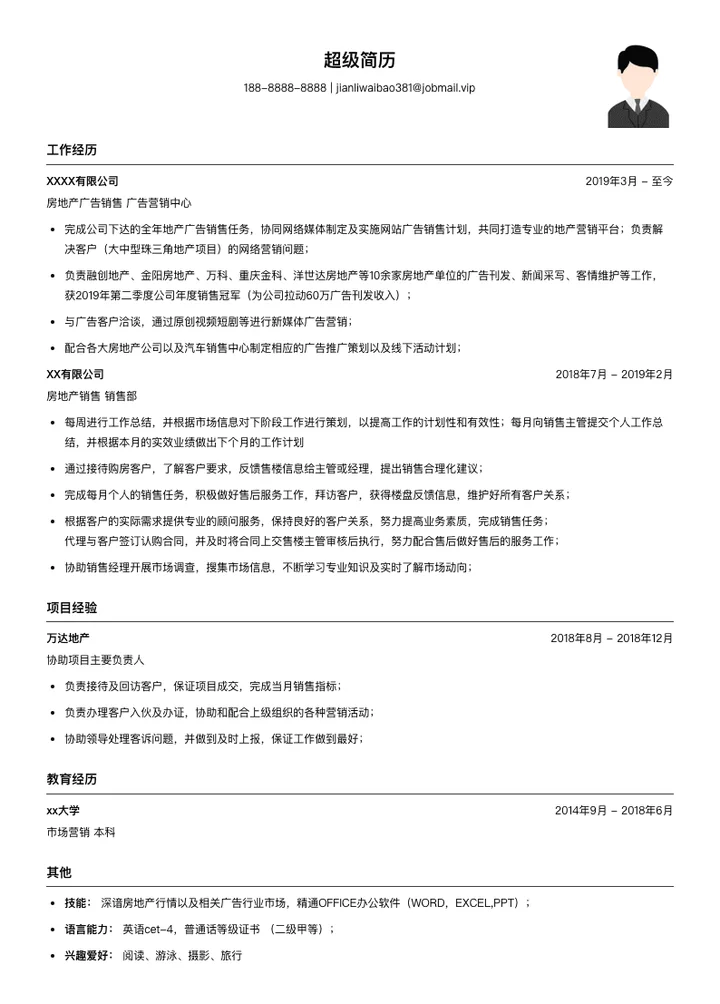 超级简历
188-8888-8888 | jianliwaibao381@jobmail.vip
工作经历
XXXX有限公司 2019年3月 – 至今
房地产广告销售 广告营销中心
• 完成公司下达的全年地产广告销售任务，协同网络媒体制定及实施网站广告销售计划，共同打造专业的地产营销平台；负责解
决客户（大中型珠三角地产项目）的网络营销问题；
• 负责融创地产、金阳房地产、万科、重庆金科、洋世达房地产等10余家房地产单位的广告刊发、新闻采写、客情维护等工作，
获2019年第二季度公司年度销售冠军（为公司拉动60万广告刊发收入）；
• 与广告客户洽谈，通过原创视频短剧等进行新媒体广告营销；
• 配合各大房地产公司以及汽车销售中心制定相应的广告推广策划以及线下活动计划；
XX有限公司 2018年7月 – 2019年2月
房地产销售 销售部
• 每周进行工作总结，并根据市场信息对下阶段工作进行策划，以提高工作的计划性和有效性；每月向销售主管提交个人工作总
结，并根据本月的实效业绩做出下个月的工作计划
• 通过接待购房客户，了解客户要求，反馈售楼信息给主管或经理，提出销售合理化建议；
• 完成每月个人的销售任务，积极做好售后服务工作，拜访客户，获得楼盘反馈信息，维护好所有客户关系；
• 根据客户的实际需求提供专业的顾问服务，保持良好的客户关系，努力提高业务素质，完成销售任务；
代理与客户签订认购合同，并及时将合同上交售楼主管审核后执行，努力配合售后做好售后的服务工作；
• 协助销售经理开展市场调查，搜集市场信息，不断学习专业知识及实时了解市场动向；
项目经验
万达地产 2018年8月 – 2018年12月
协助项目主要负责人
• 负责接待及回访客户，保证项目成交，完成当月销售指标；
• 负责办理客户入伙及办证，协助和配合上级组织的各种营销活动；
• 协助领导处理客诉问题，并做到及时上报，保证工作做到最好；
教育经历
xx大学 2014年9月 – 2018年6月
市场营销 本科
其他
• 技能： 深谙房地产行情以及相关广告行业市场，精通OFFICE办公软件（WORD，EXCEL,PPT）；
• 语言能力： 英语cet-4，普通话等级证书 （二级甲等）；
• 兴趣爱好： 阅读、游泳、摄影、旅行